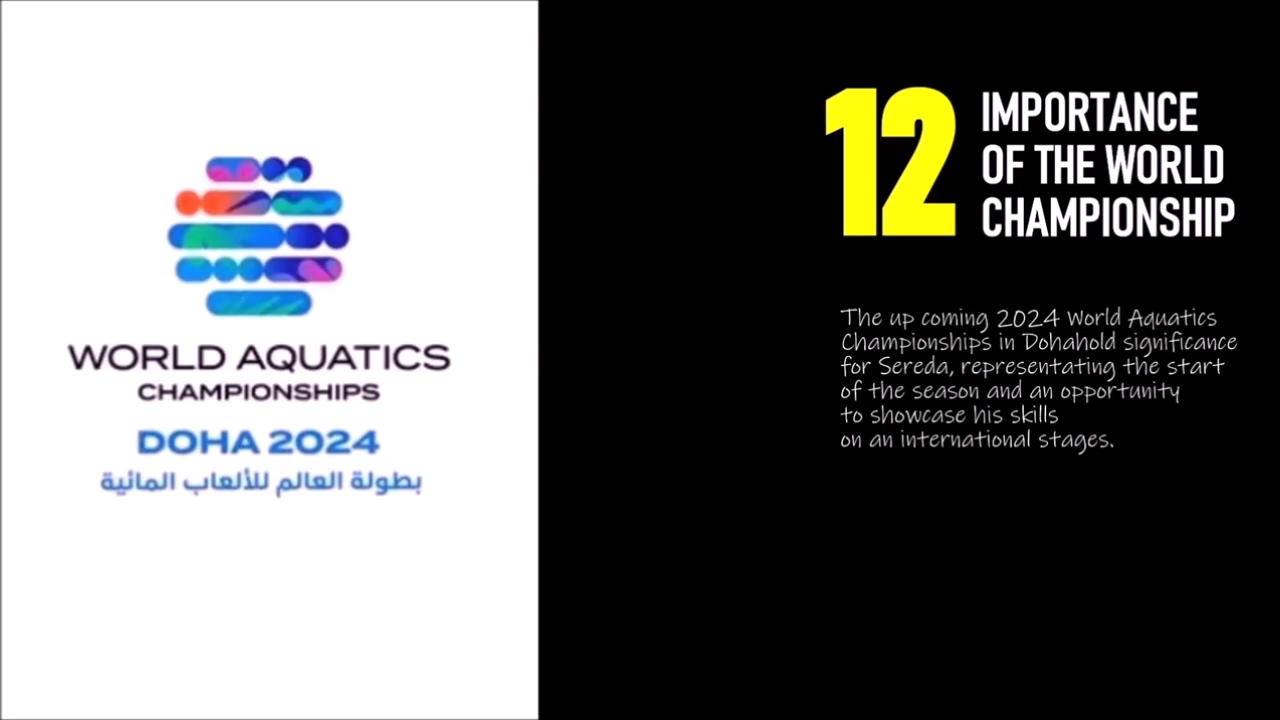 WORLD AQUATICS
CHAMPIONSHIPS
DOHA 2024
بطولة العالم للألعاب المائية
12
IMPORTANCE
OF THE WORLD
CHAMPIONSHIP
The up coming 2024 World Aquatics
Championships in Dohahold significance
for Sereda, representating the start
of the season and an opportunity
to showcase his skills
on an international stages.